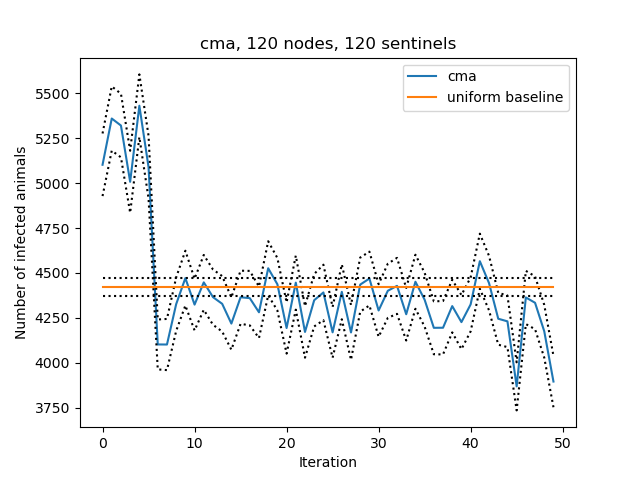 cma, 120 nodes, 120 sentinels
cma
uniform baseline
Number of infected animals
5500
5250
5000
4750
4500
4250
4000
3750
0
10
20
30
40
50
Iteration